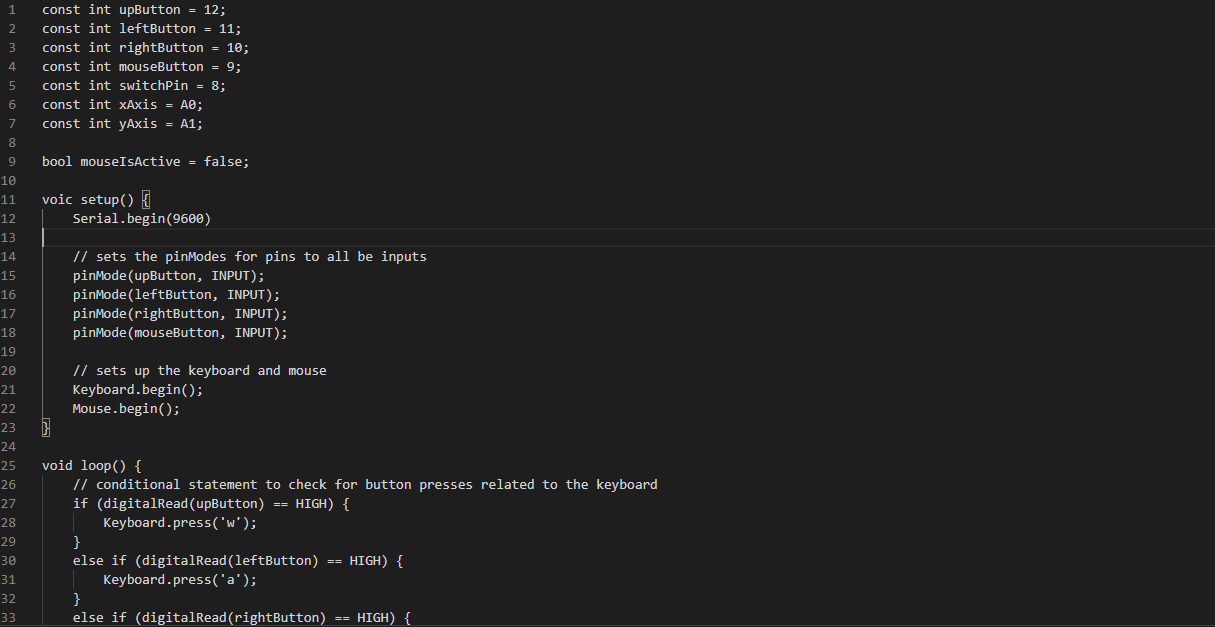 1 const int upButton = 12;
2 const int leftButton = 11;
3 const int rightButton = 10;
4 const int mouseButton = 9;
5 const int switchPin = 8;
6 const int xAxis = A0;
7 const int yAxis = A1;
8
9 bool mouseIsActive = false;
10
11 voic setup() {
12     Serial.begin(9600)
13
14     // sets the pinModes for pins to all be inputs
15     pinMode(upButton, INPUT);
16     pinMode(leftButton, INPUT);
17     pinMode(rightButton, INPUT);
18     pinMode(mouseButton, INPUT);
19
20     // sets up the keyboard and mouse
21     Keyboard.begin();
22     Mouse.begin();
23 }
24
25 void loop() {
26     // conditional statement to check for button presses related to the keyboard
27     if (digitalRead(upButton) == HIGH) {
28         Keyboard.press('w');
29     }
30     else if (digitalRead(leftButton) == HIGH) {
31         Keyboard.press('a');
32     }
33     else if (digitalRead(rightButton) == HIGH) {